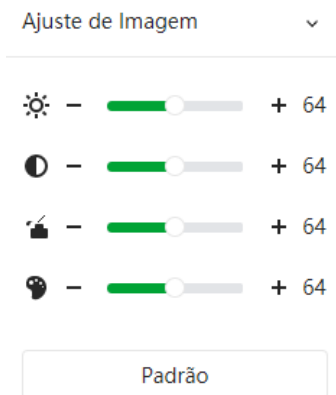 Ajuste de Imagem
- + 64
- + 64
- + 64
- + 64
Padrão